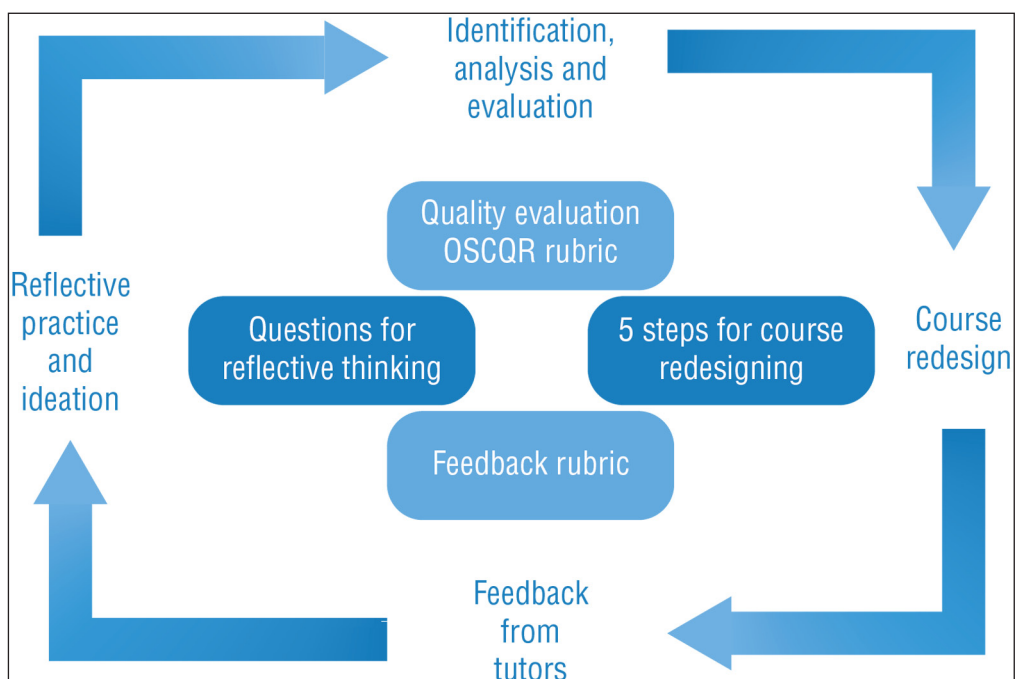 Identification,
analysis and
evaluation
Quality evaluation
OSCQR rubric
Reflective
practice
and
ideation
Questions for
reflective thinking
5 steps for course
redesigning
Course
redesign
Feedback rubric
Feedback
from
tutors